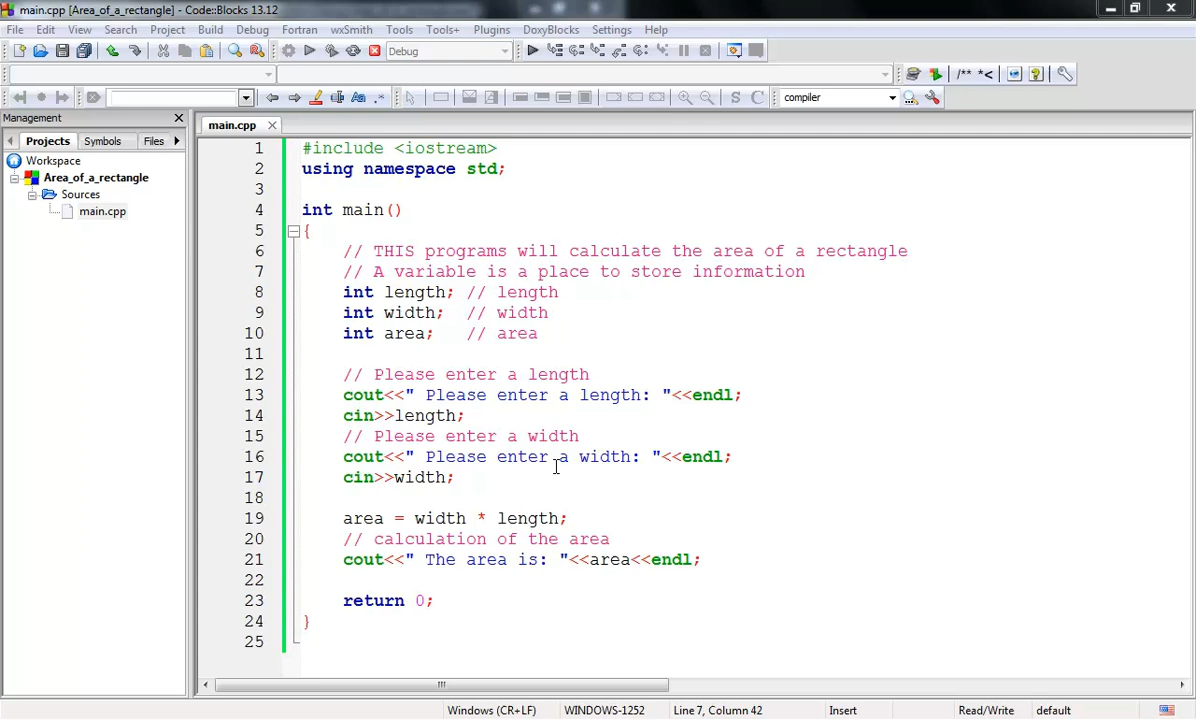 main.cpp [Area_of_a_rectangle] - Code::Blocks 13.12
File Edit View Search Project Build Debug Fortran wxSmith Tools Tools+ Plugins DoxyBlocks Settings Help
Debug
/** *<
Aa .* S C compiler
Management
main.cpp
Projects Symbols Files
Workspace
Area_of_a_rectangle
Sources
main.cpp
1 #include <iostream>
2 using namespace std;
3
4 int main()
5 {
6 // THIS programs will calculate the area of a rectangle
7 // A variable is a place to store information
8 int length; // length
9 int width; // width
10 int area; // area
11
12 // Please enter a length
13 cout<<" Please enter a length: "<<endl;
14 cin>>length;
15 // Please enter a width
16 cout<<" Please enter a width: "<<endl;
17 cin>>width;
18
19 area = width * length;
20 // calculation of the area
21 cout<<" The area is: "<<area<<endl;
22
23 return 0;
24 }
25
Windows (CR+LF) WINDOWS-1252 Line 7, Column 42 Insert Read/Write default